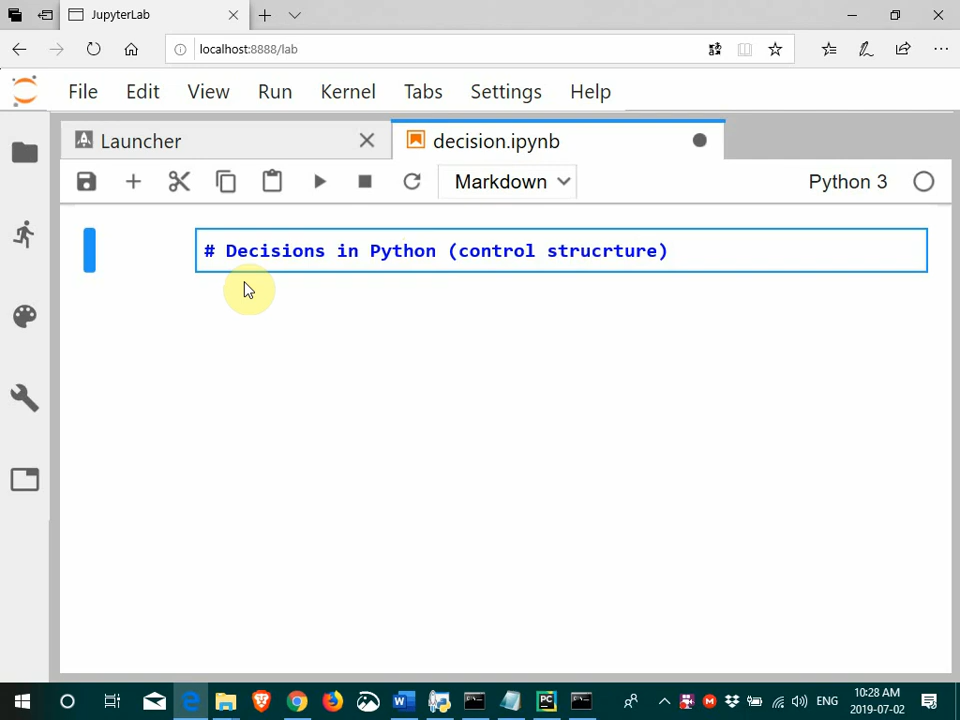 JupyterLab
localhost:8888/lab
File Edit View Run Kernel Tabs Settings Help
Launcher decision.ipynb
Markdown Python 3
# Decisions in Python (control strucrture)
ENG
10:28 AM
2019-07-02